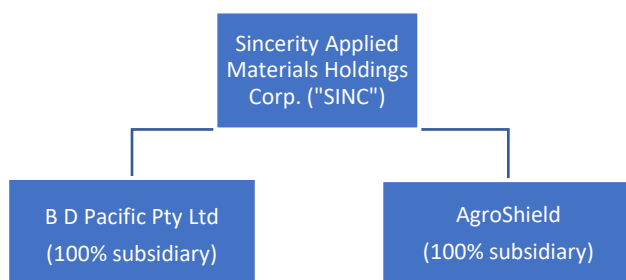 Sincerity Applied
Materials Holdings
Corp. ("SINC")
B D Pacific Pty Ltd
(100% subsidiary)
AgroShield
(100% subsidiary)